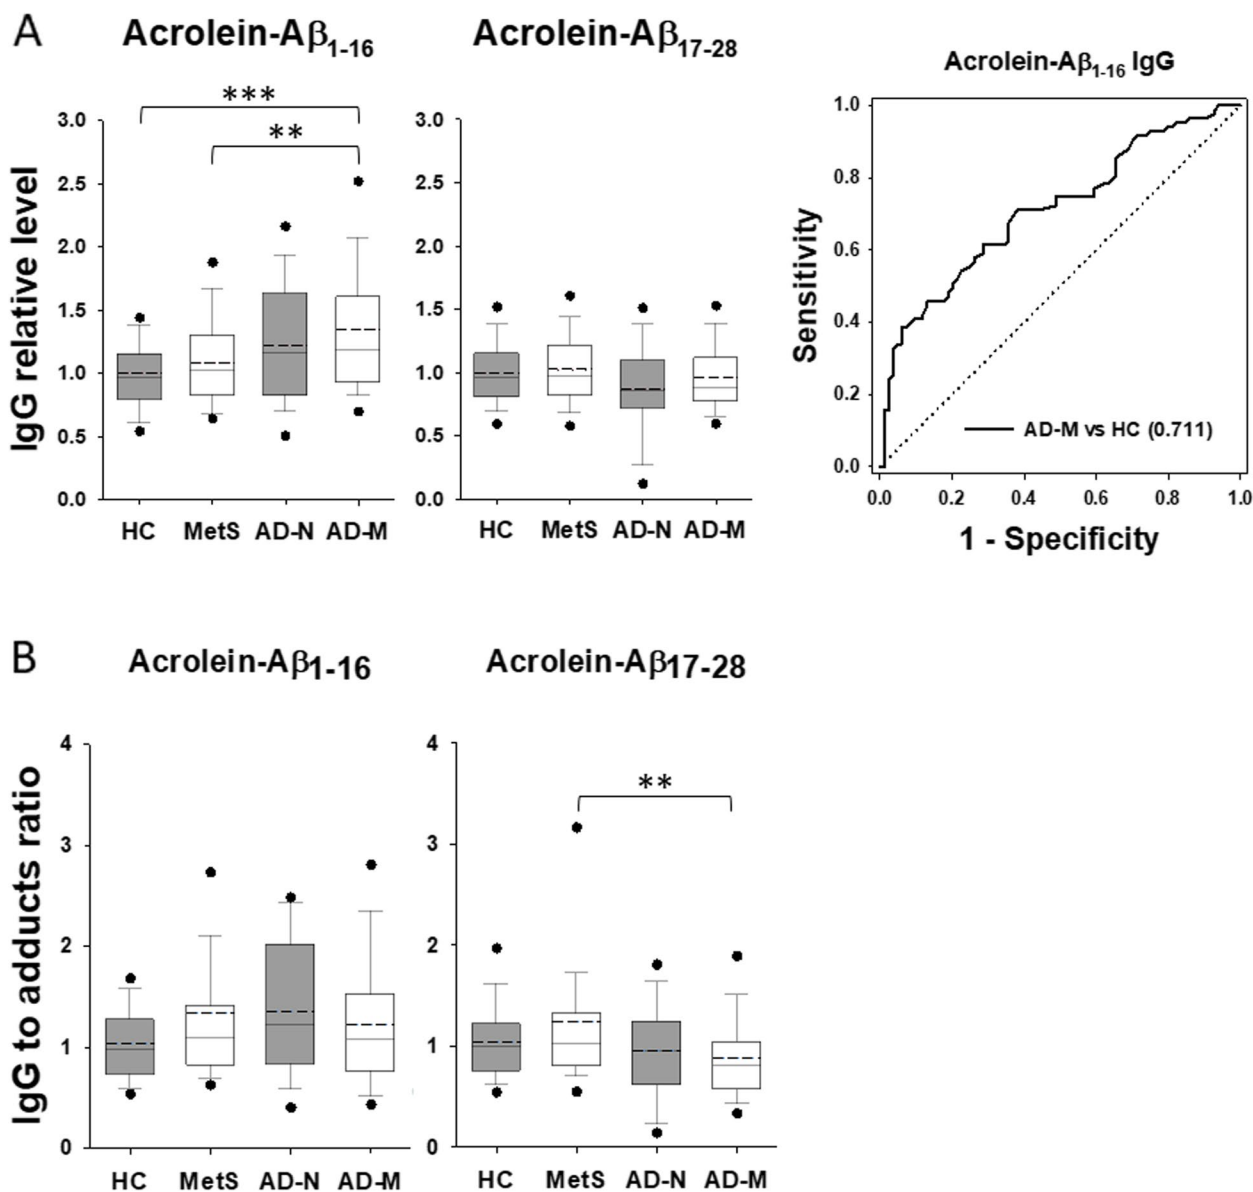 A
Acrolein-Aβ1-16
Acrolein-Aβ17-28
Acrolein-Aβ1-16 IgG
***
**
IgG relative level
3.0
2.5
2.0
1.5
1.0
0.5
0.0
HC MetS AD-N AD-M
3.0
2.5
2.0
1.5
1.0
0.5
0.0
HC MetS AD-N AD-M
Sensitivity
1.0
0.8
0.6
0.4
0.2
0.0
AD-M vs HC (0.711)
0.0 0.2 0.4 0.6 0.8 1.0
1 - Specificity
B
Acrolein-Aβ1-16
Acrolein-Aβ17-28
IgG to adducts ratio
4
3
2
1
0
HC MetS AD-N AD-M
**
4
3
2
1
0
HC MetS AD-N AD-M